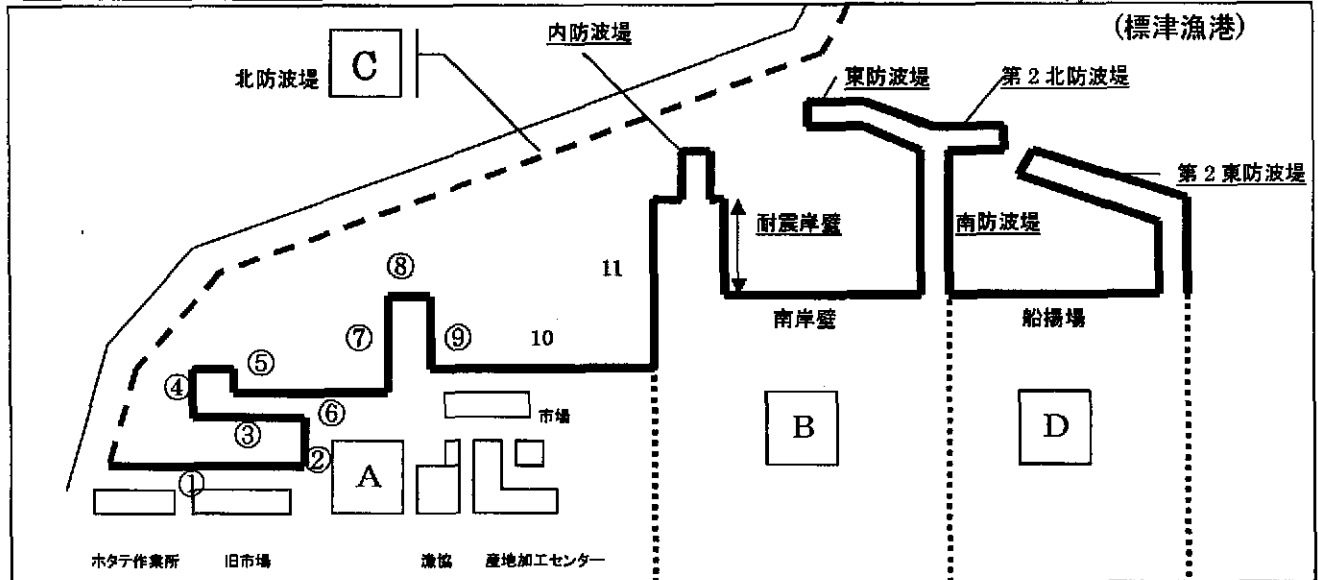 (標津漁港)
内防波堤
北防波堤
C
東防波堤
第2北防波堤
第2東防波堤
耐震岸壁
南防波堤
⑧
11
南岸壁
船揚場
⑦
⑨
10
⑤
④
⑥
市場
③
②
①
A
B
D
ホタテ作業所
旧市場
漁協
産地加工センター